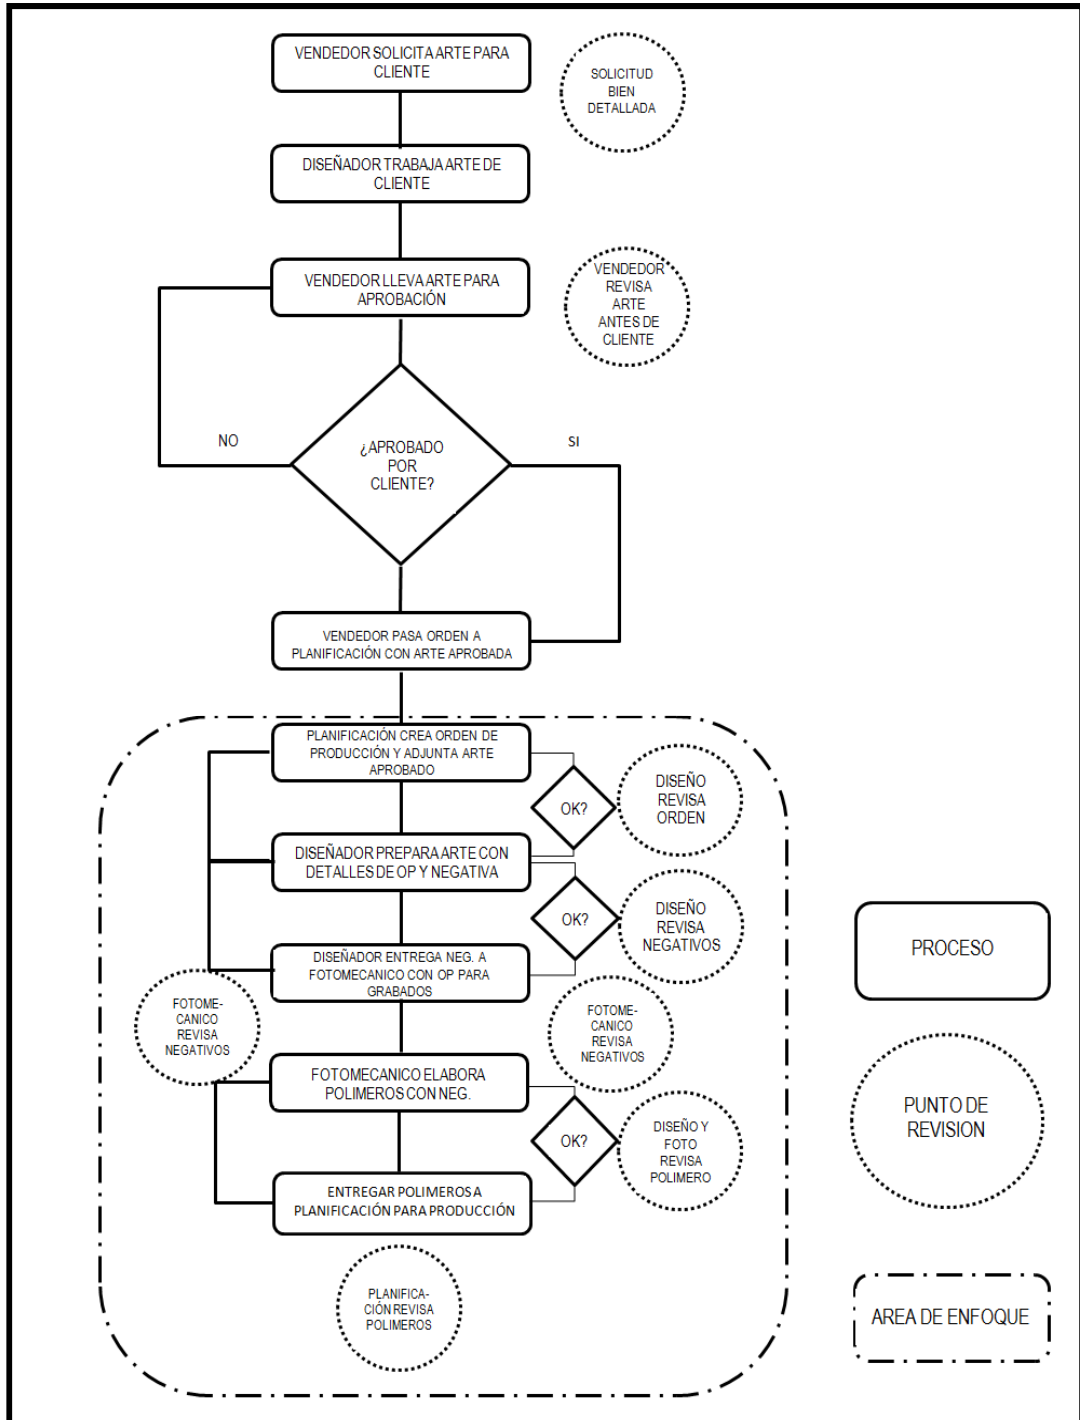 VENDEDOR SOLICITA ARTE PARA
CLIENTE
SOLICITUD
BIEN
DETALLADA
DISEÑADOR TRABAJA ARTE DE
CLIENTE
VENDEDOR LLEVA ARTE PARA
APROBACIÓN
VENDEDOR
REVISA
ARTE
ANTES DE
CLIENTE
NO
¿APROBADO
POR
CLIENTE?
SI
VENDEDOR PASA ORDEN A
PLANIFICACIÓN CON ARTE APROBADA
PLANIFICACIÓN CREA ORDEN DE
PRODUCCIÓN Y ADJUNTA ARTE
APROBADO
OK?
DISEÑO
REVISA
ORDEN
DISEÑADOR PREPARA ARTE CON
DETALLES DE OP Y NEGATIVA
OK?
DISEÑO
REVISA
NEGATIVOS
DISEÑADOR ENTREGA NEG. A
FOTOMECANICO CON OP PARA
GRABADOS
FOTOME-
CANICO
REVISA
NEGATIVOS
FOTOME-
CANICO
REVISA
NEGATIVOS
FOTOMECANICO ELABORA
POLIMEROS CON NEG.
OK?
DISEÑO Y
FOTO
REVISA
POLIMERO
ENTREGAR POLIMEROS A
PLANIFICACIÓN PARA PRODUCCIÓN
PLANIFICA-
CIÓN REVISA
POLIMEROS
PROCESO
PUNTO DE
REVISION
AREA DE ENFOQUE